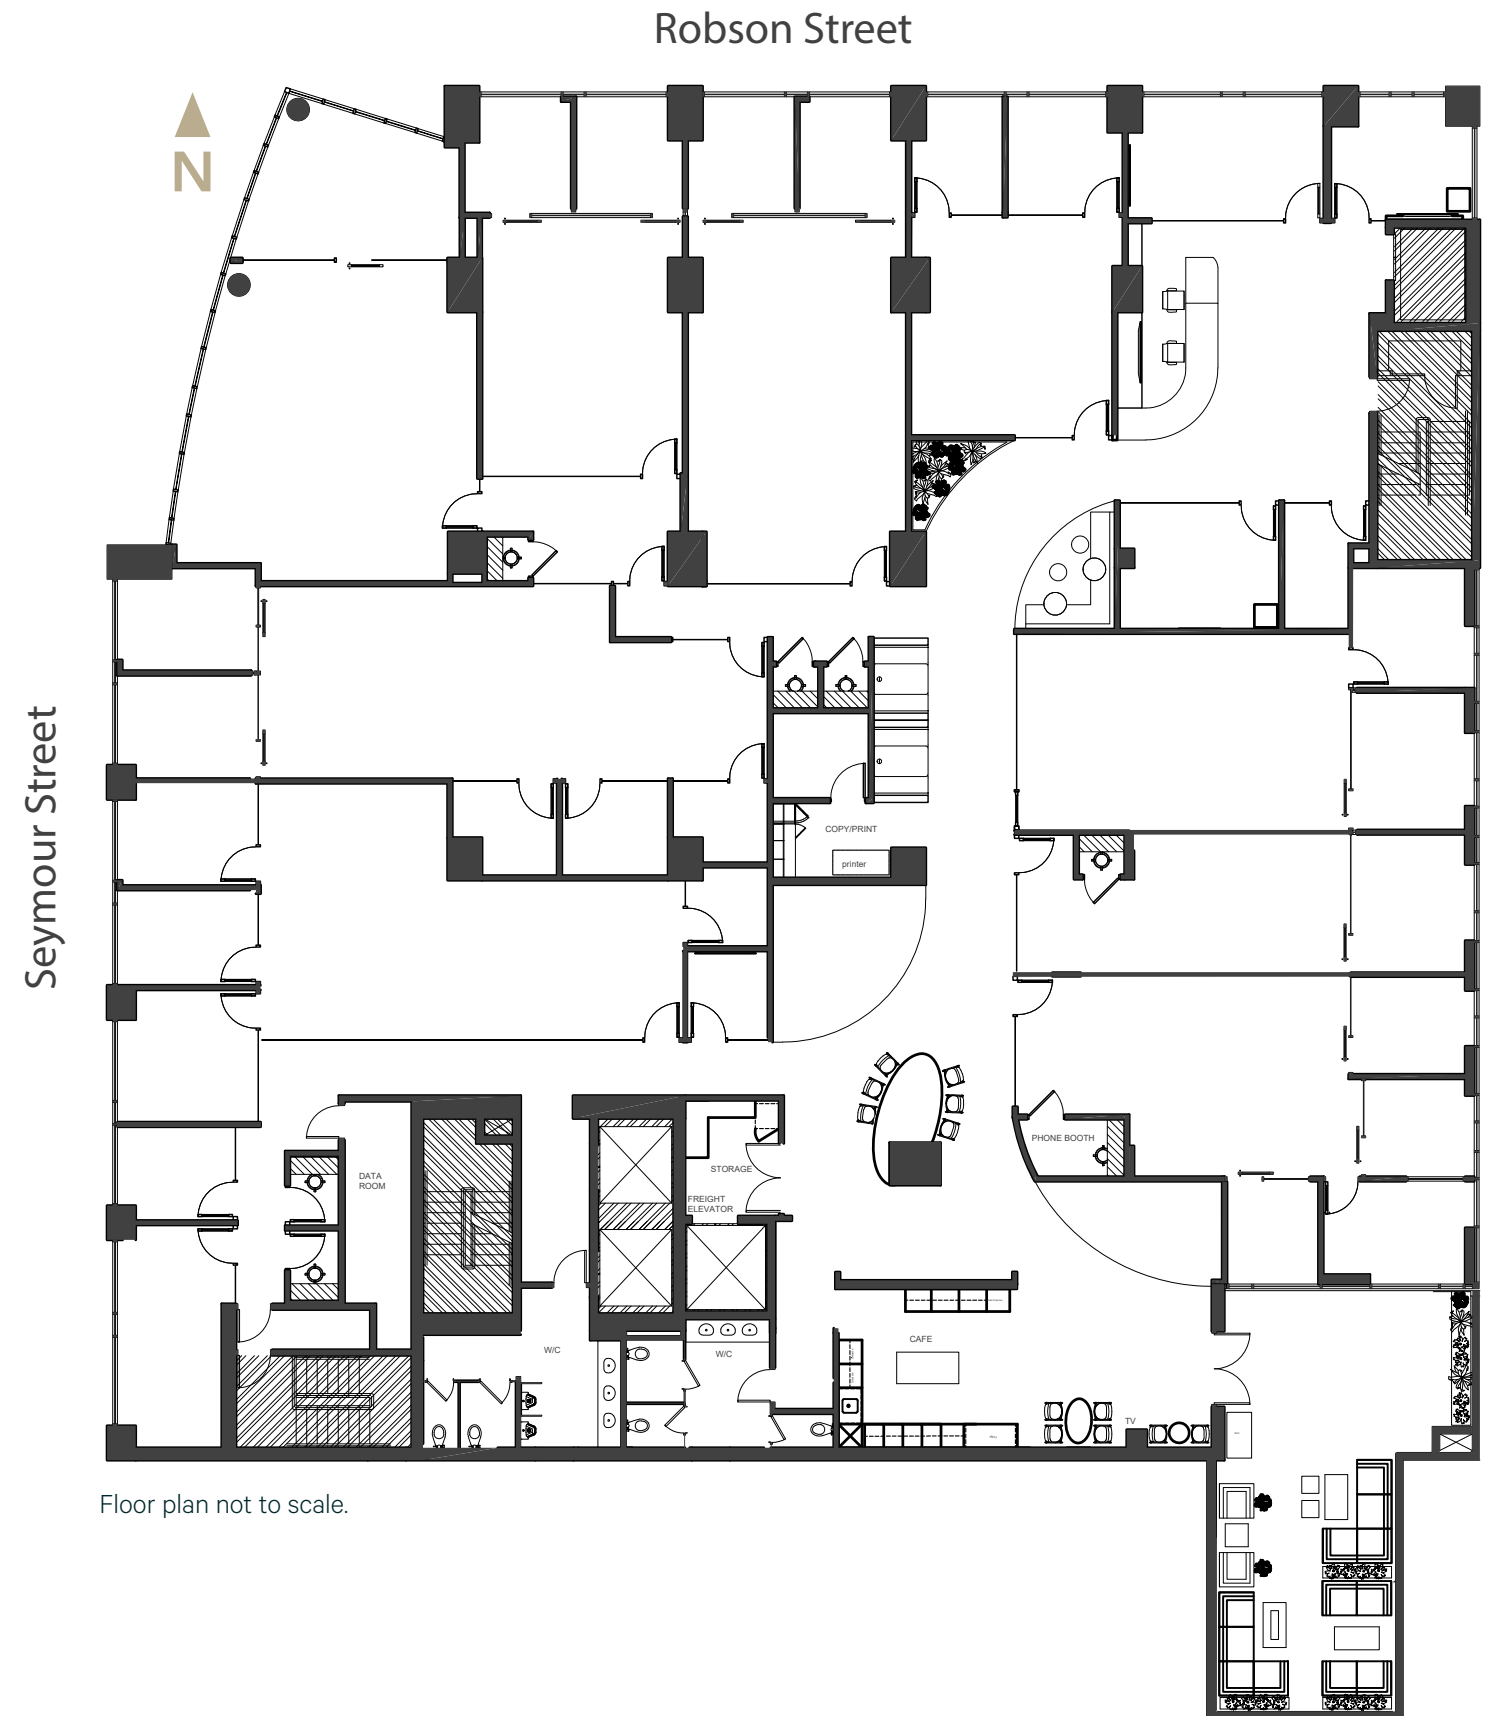 Robson Street
N
Seymour Street
COPY/PRINT
printer
PHONE BOOTH
DATA
ROOM
STORAGE
FREIGHT
ELEVATOR
W/C
W/C
CAFE
TV
Floor plan not to scale.